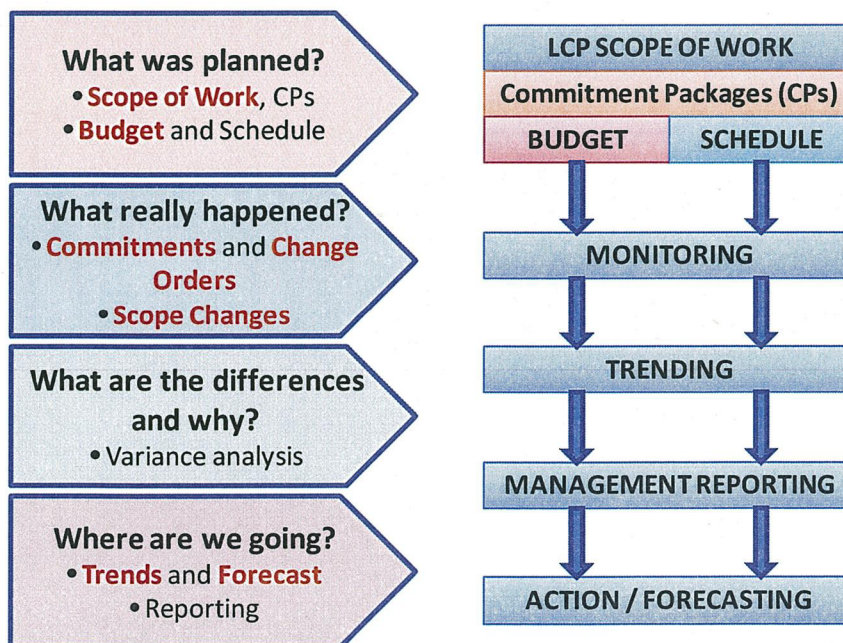 What was planned?
• Scope of Work, CPs
• Budget and Schedule
What really happened?
• Commitments and Change
Orders
• Scope Changes
What are the differences
and why?
• Variance analysis
Where are we going?
• Trends and Forecast
• Reporting
LCP SCOPE OF WORK
Commitment Packages (CPs)
BUDGET
SCHEDULE
MONITORING
TRENDING
MANAGEMENT REPORTING
ACTION / FORECASTING